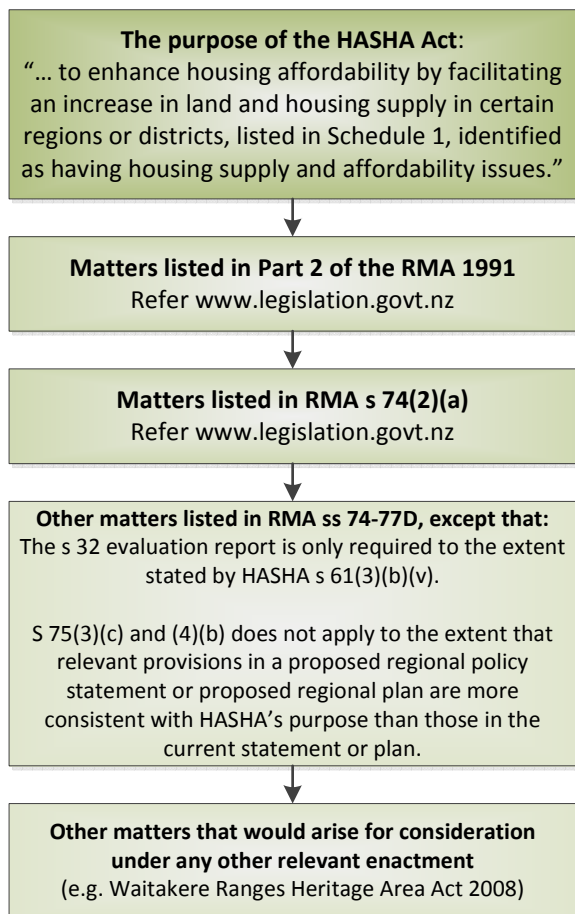 The purpose of the HASHA Act:
“… to enhance housing affordability by facilitating
an increase in land and housing supply in certain
regions or districts, listed in Schedule 1, identified
as having housing supply and affordability issues.”
Matters listed in Part 2 of the RMA 1991
Refer www.legislation.govt.nz
Matters listed in RMA s 74(2)(a)
Refer www.legislation.govt.nz
Other matters listed in RMA ss 74-77D, except that:
The s 32 evaluation report is only required to the extent
stated by HASHA s 61(3)(b)(v).
S 75(3)(c) and (4)(b) does not apply to the extent that
relevant provisions in a proposed regional policy
statement or proposed regional plan are more
consistent with HASHA’s purpose than those in the
current statement or plan.
Other matters that would arise for consideration
under any other relevant enactment
(e.g. Waitakere Ranges Heritage Area Act 2008)